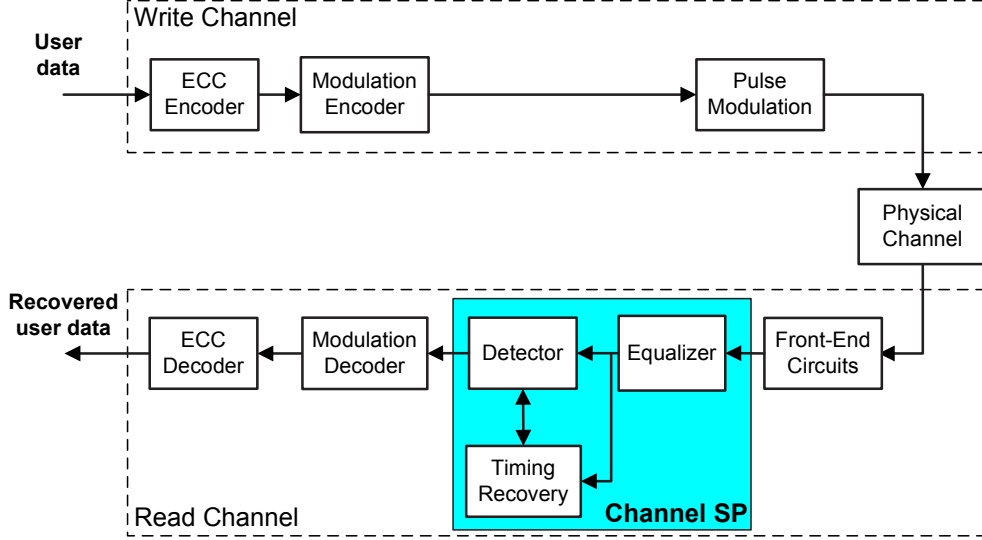 Write Channel
User
data
ECC
Encoder
Modulation
Encoder
Pulse
Modulation
Physical
Channel
Recovered
user data
ECC
Decoder
Modulation
Decoder
Detector
Equalizer
Front-End
Circuits
Timing
Recovery
Read Channel
Channel SP